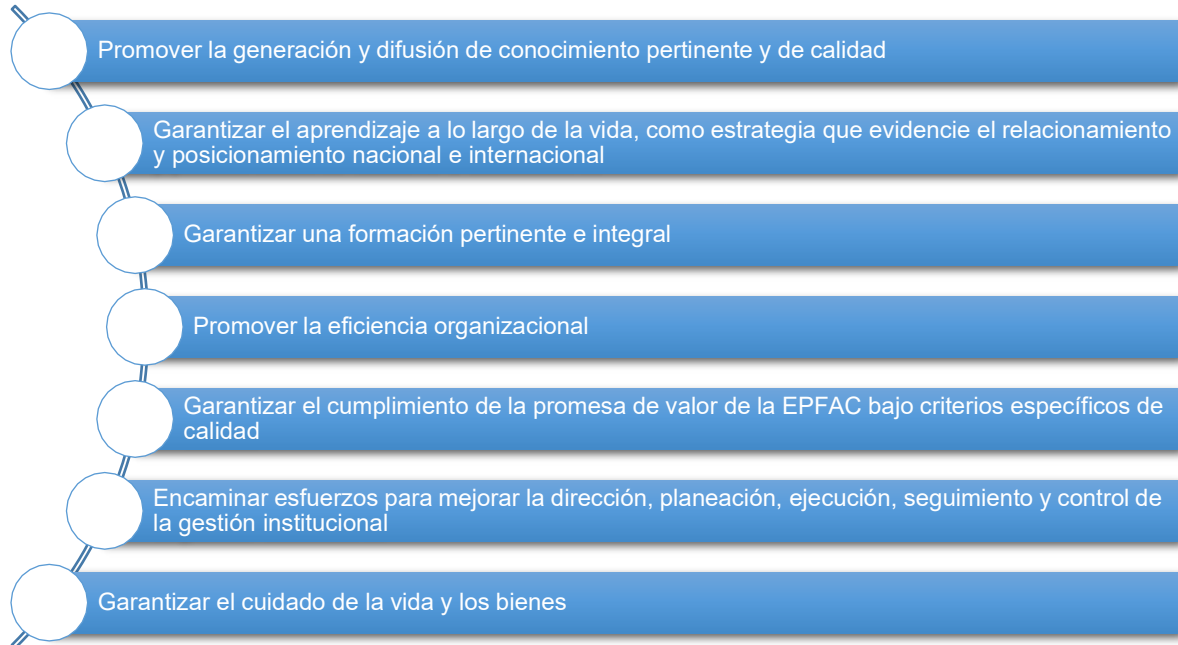 Promover la generación y difusión de conocimiento pertinente y de calidad
Garantizar el aprendizaje a lo largo de la vida, como estrategia que evidencie el relacionamiento
y posicionamiento nacional e internacional
Garantizar una formación pertinente e integral
Promover la eficiencia organizacional
Garantizar el cumplimiento de la promesa de valor de la EPFAC bajo criterios específicos de
calidad
Encaminar esfuerzos para mejorar la dirección, planeación, ejecución, seguimiento y control de
la gestión institucional
Garantizar el cuidado de la vida y los bienes